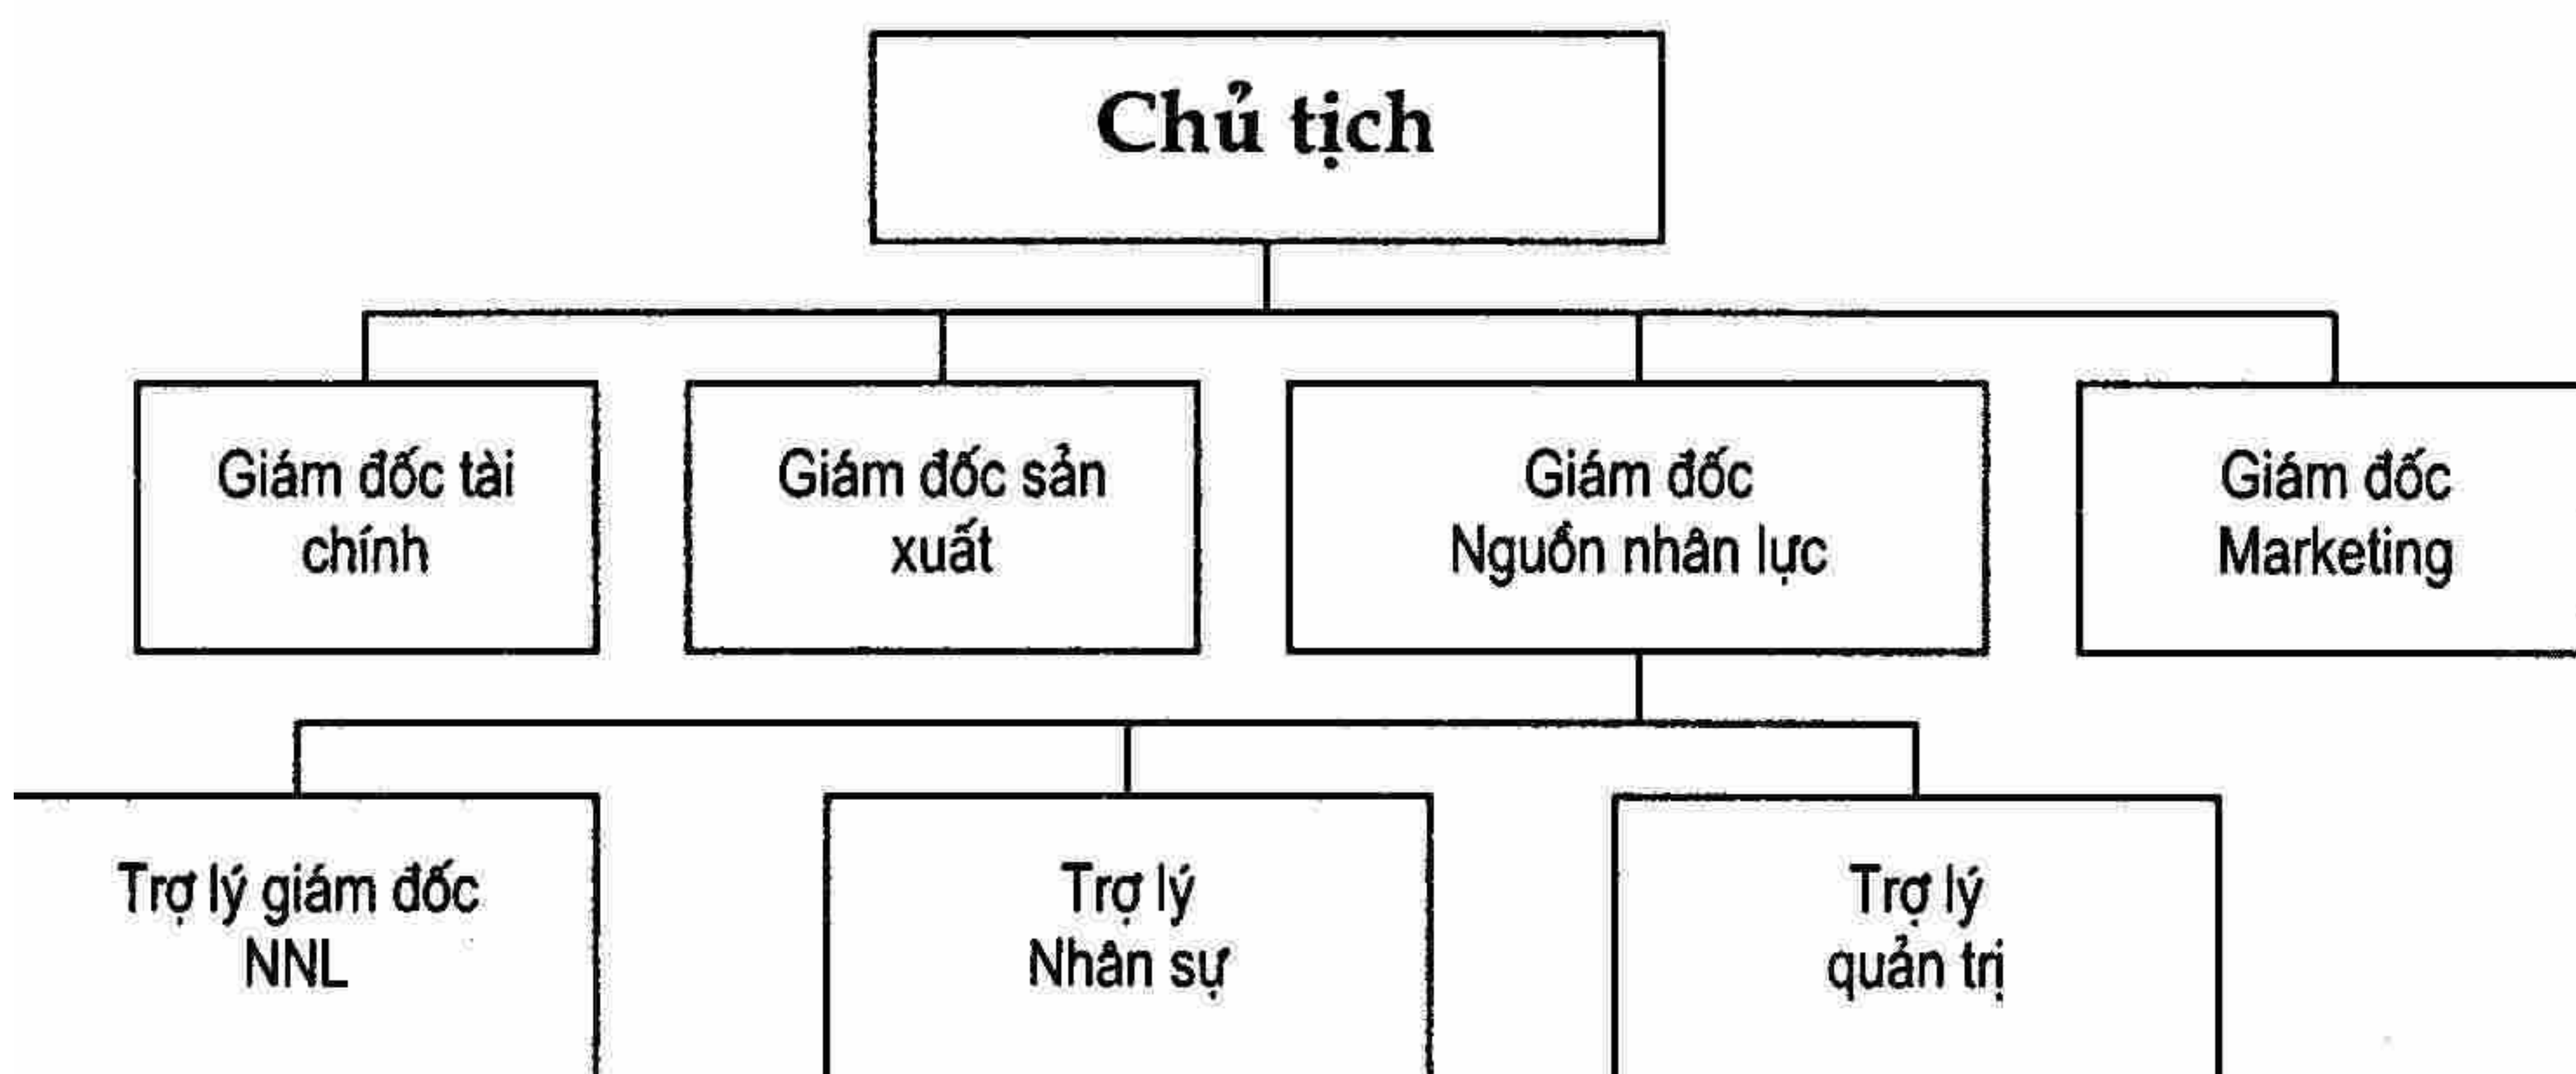 Chủ tịch
Giám đốc tài
chính
Giám đốc sản
xuất
Giám đốc
Nguồn nhân lực
Giám đốc
Marketing
Trợ lý giám đốc
NNL
Trợ lý
Nhân sự
Trợ lý
quản trị